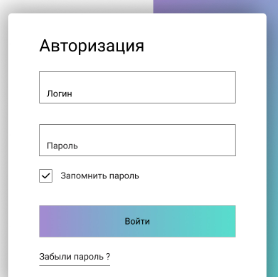 Авторизация
Логин
Пароль
Запомнить пароль
Войти
Забыли пароль ?